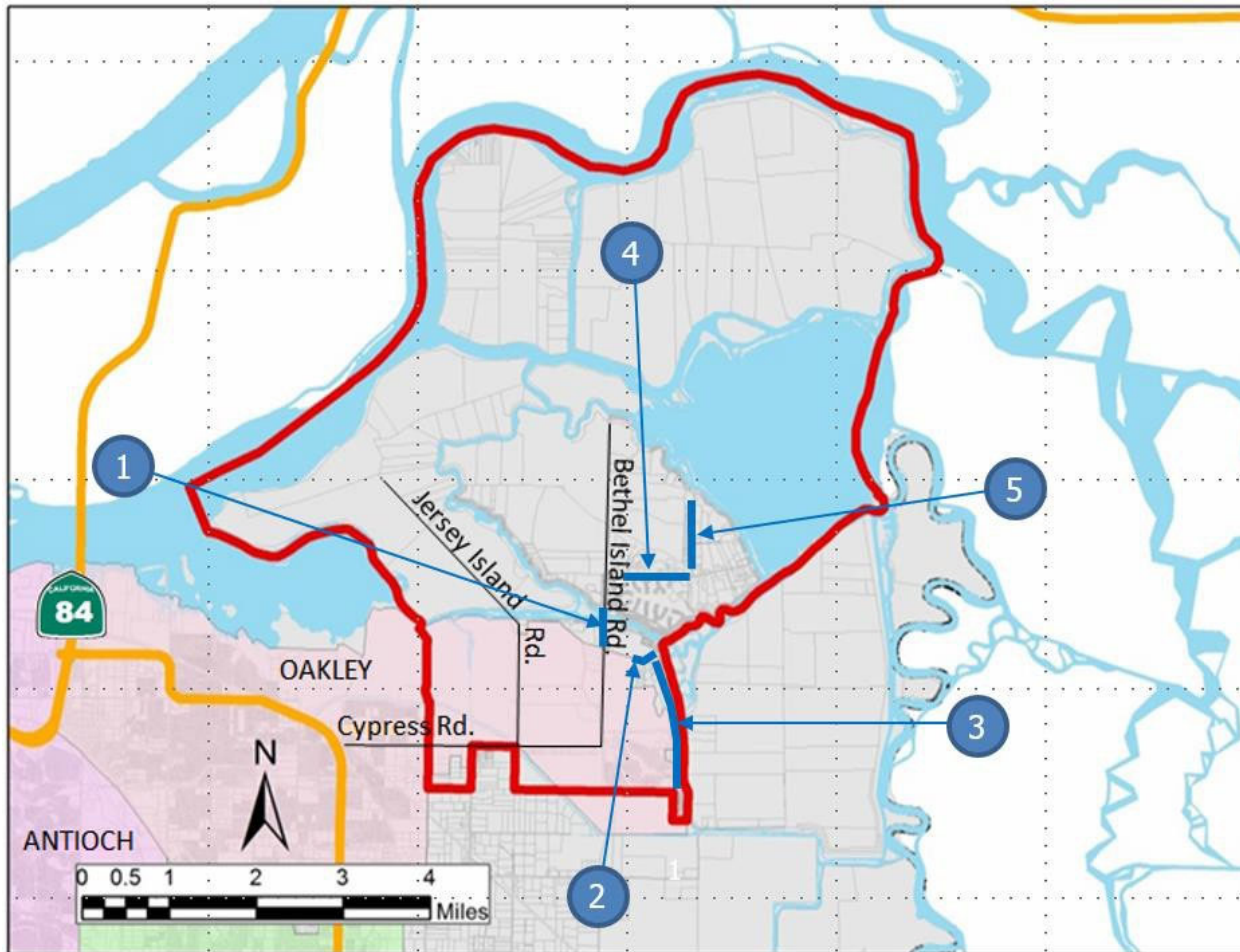 4
1
5
Bethel Island Rd.
Jersey Island
Rd.
CALIFORNIA
84
OAKLEY
3
Cypress Rd.
N
ANTIOCH
0 0.5 1 2 3 4
Miles
1
2